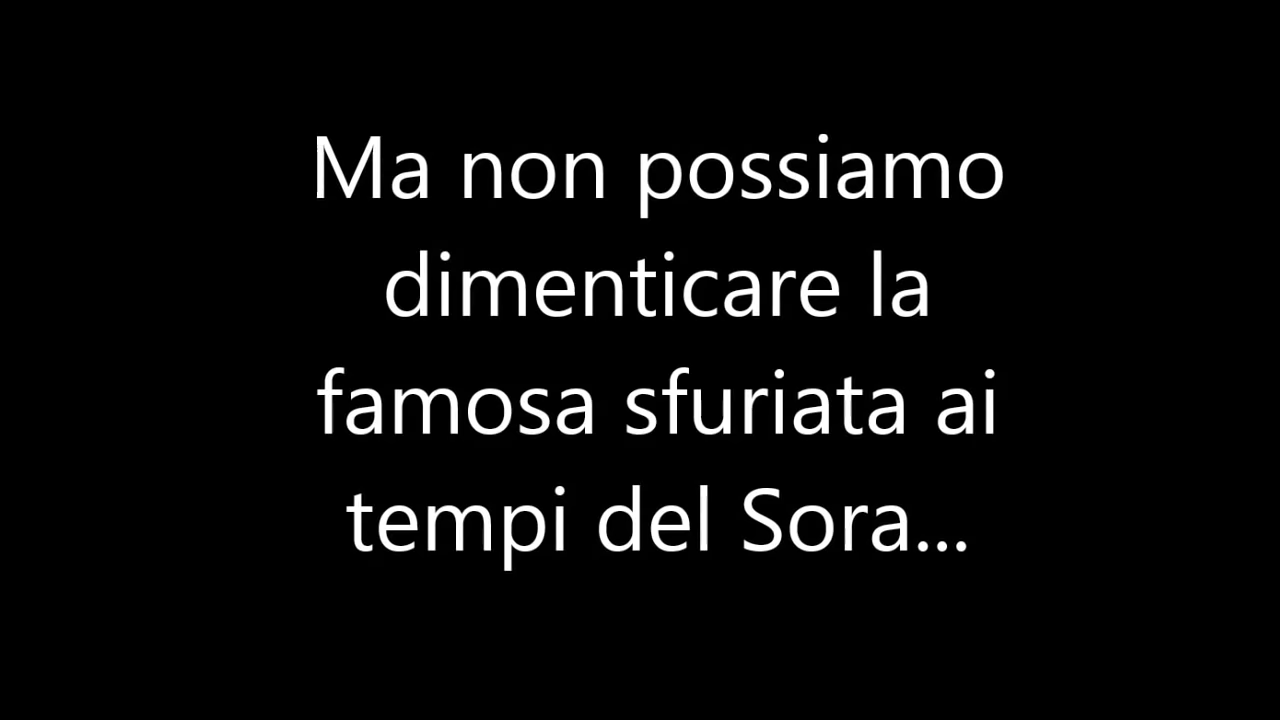 Ma non possiamo
dimenticare la
famosa sfuriata ai
tempi del Sora...